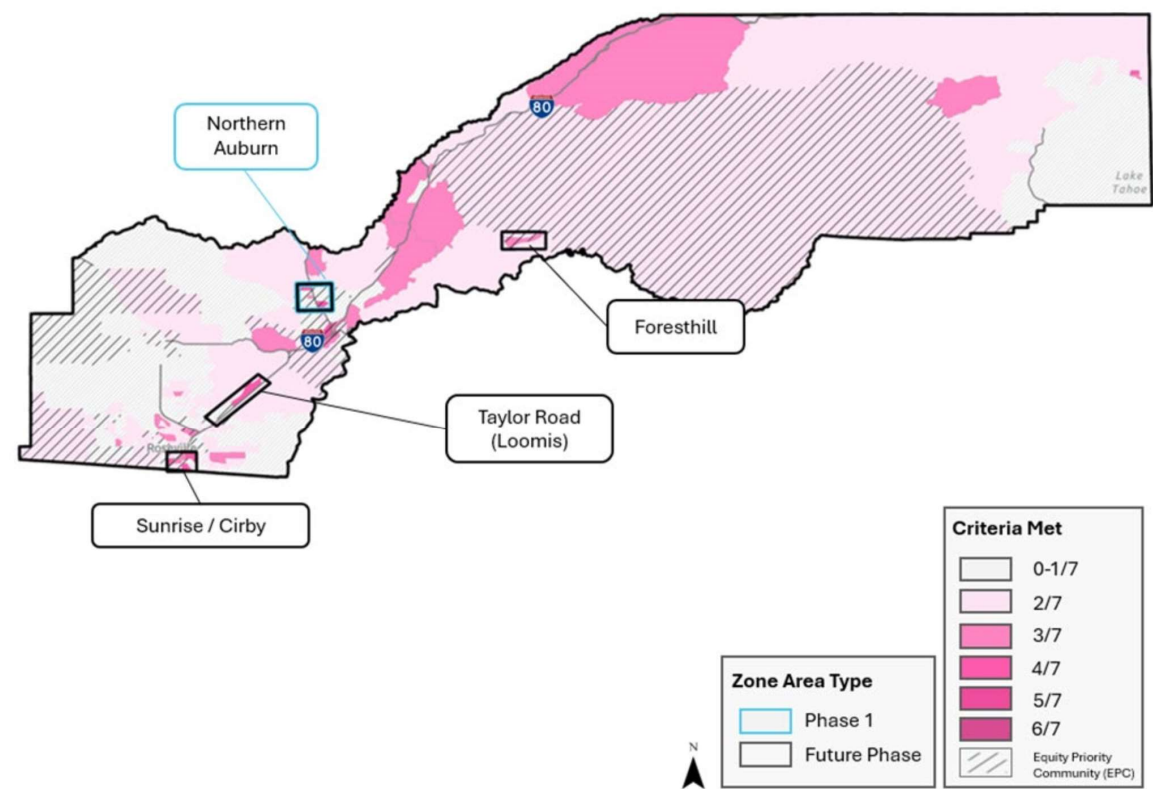 80
Northern
Auburn
Lake
Tahoe
Foresthill
80
Taylor Road
(Loomis)
Roseville
Sunrise / Cirby
Criteria Met
0-1/7
2/7
3/7
4/7
5/7
6/7
Equity Priority
Community (EPC)
Zone Area Type
Phase 1
Future Phase
N